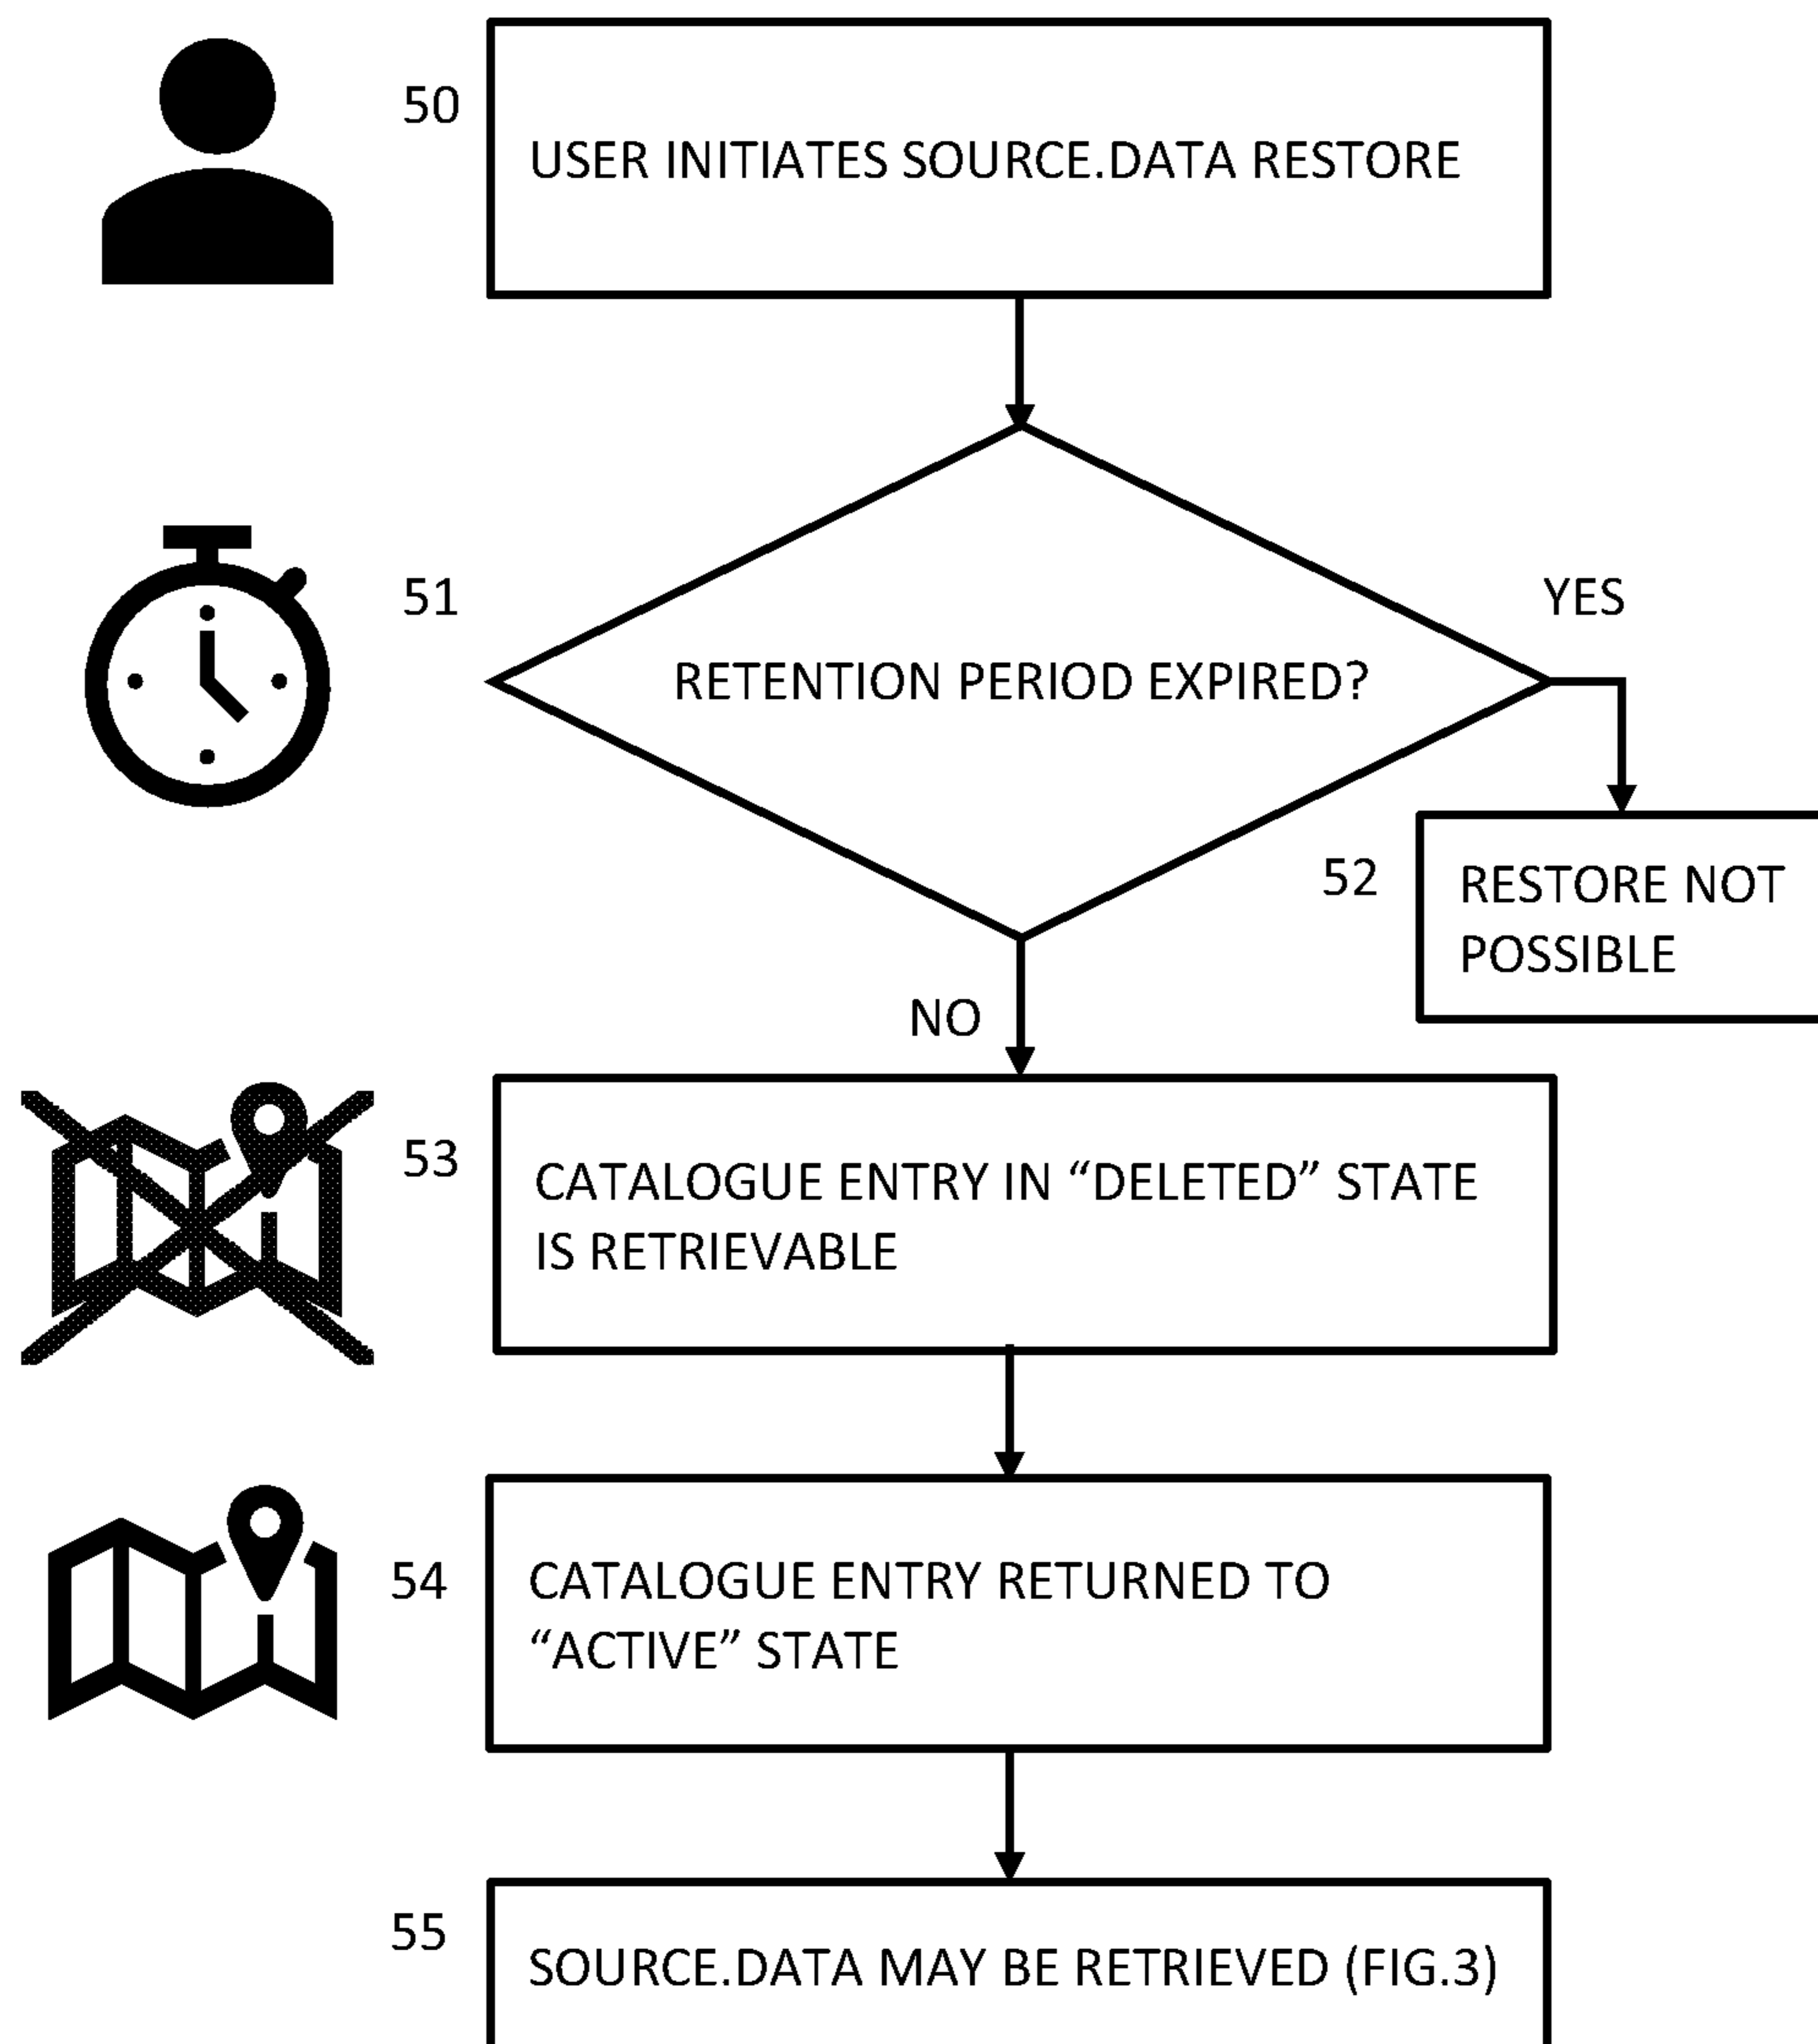 50
USER INITIATES SOURCE.DATA RESTORE
51
YES
RETENTION PERIOD EXPIRED?
52
RESTORE NOT
POSSIBLE
NO
53
CATALOGUE ENTRY IN “DELETED” STATE
IS RETRIEVABLE
54
CATALOGUE ENTRY RETURNED TO
“ACTIVE” STATE
55
SOURCE.DATA MAY BE RETRIEVED (FIG.3)